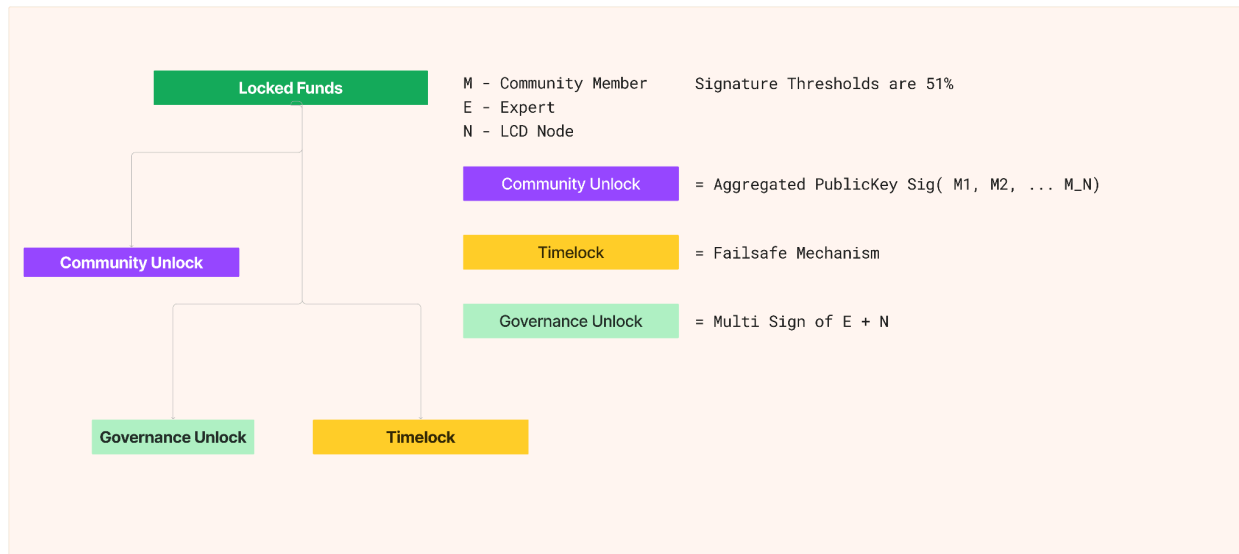 Locked Funds
M - Community Member
E - Expert
N - LCD Node
Signature Thresholds are 51%
Community Unlock
= Aggregated PublicKey Sig( M1, M2, ... M_N)
Timelock
= Failsafe Mechanism
Governance Unlock
= Multi Sign of E + N
Community Unlock
Governance Unlock
Timelock